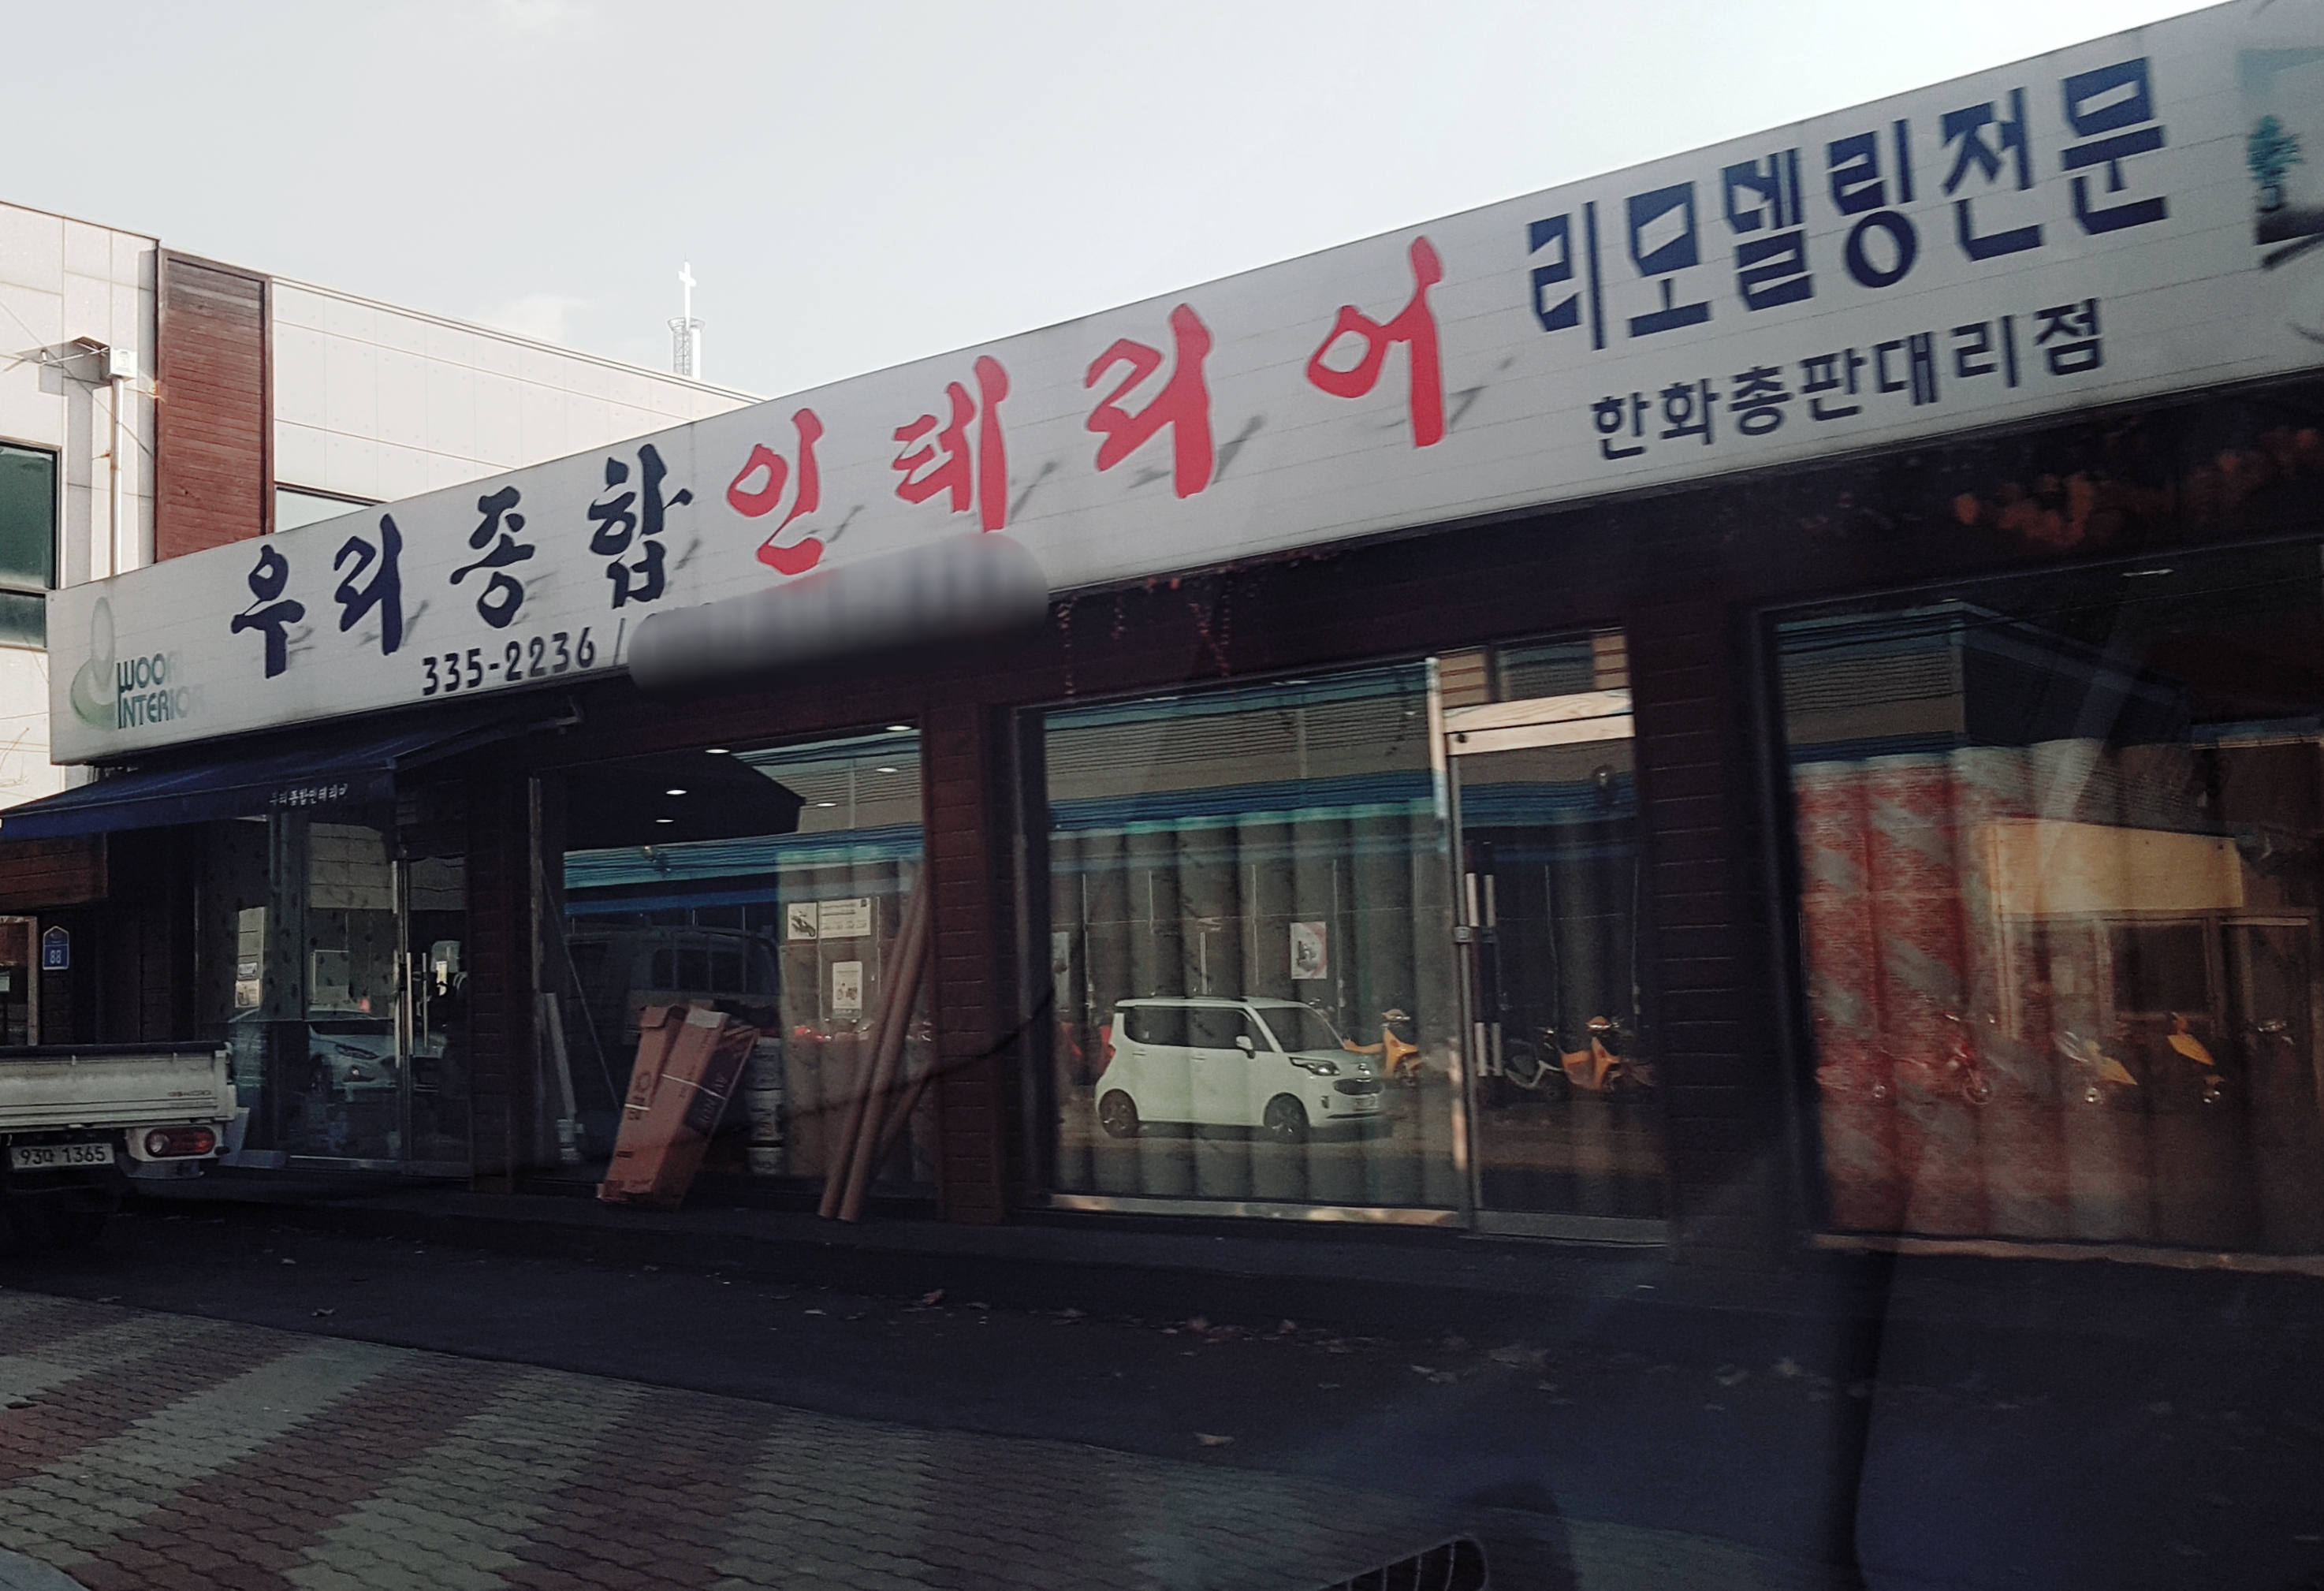 우리종합인테리어
리모델링전문
한화총판대리점
335-2236 /
WOORI
INTERIOR
우리종합인테리어
88
93다 1365